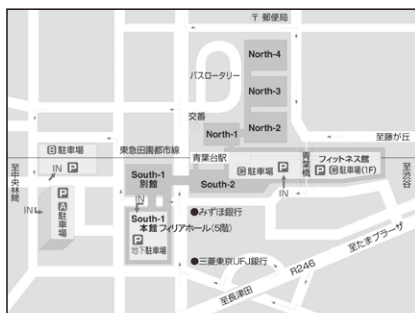 〒郵便局
North-4
バスロータリー
North-3
交番
North-1
North-2
至藤が丘
Ⓑ駐車場
東急田園都市線
青葉台駅
青葉橋
フィットネス館
IN P
South-1
別館
South-2
Ⓒ駐車場 P
P Ⓒ駐車場(1F)
至中央林間
至渋谷
P
IN
Ⓐ駐車場
IN
IN
South-1
本館 フィリアホール(5階)
P
地下駐車場
●みずほ銀行
●三菱東京UFJ銀行
至たまプラーザ
R246
至長津田